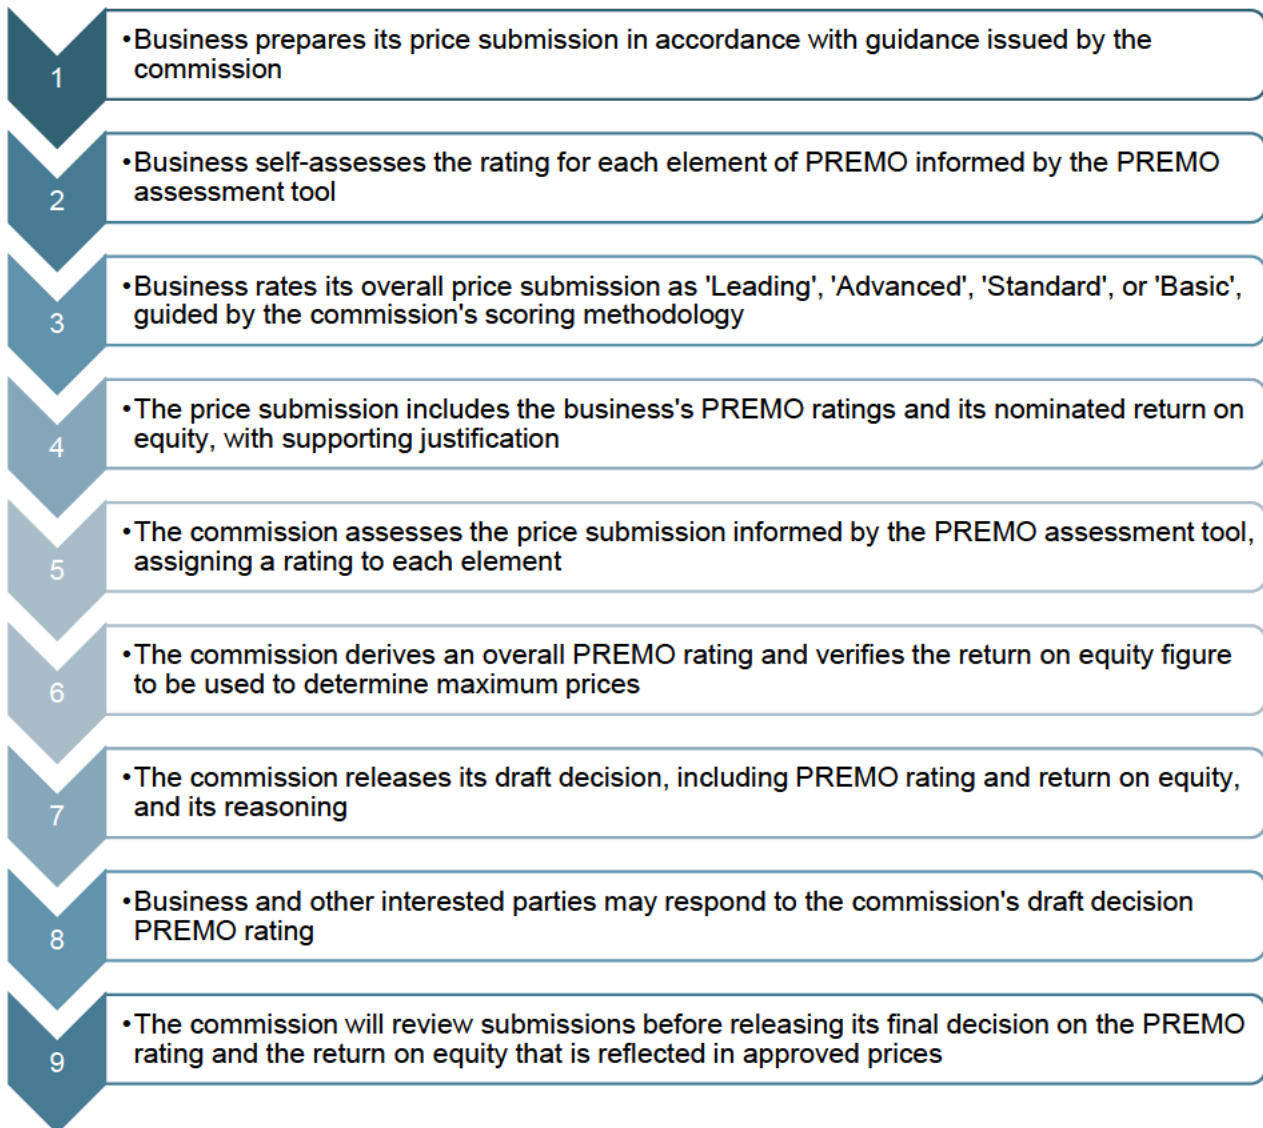 1
•Business prepares its price submission in accordance with guidance issued by the
commission
2
•Business self-assesses the rating for each element of PREMO informed by the PREMO
assessment tool
3
•Business rates its overall price submission as 'Leading', 'Advanced', 'Standard', or 'Basic',
guided by the commission's scoring methodology
4
•The price submission includes the business's PREMO ratings and its nominated return on
equity, with supporting justification
5
•The commission assesses the price submission informed by the PREMO assessment tool,
assigning a rating to each element
6
•The commission derives an overall PREMO rating and verifies the return on equity figure
to be used to determine maximum prices
7
•The commission releases its draft decision, including PREMO rating and return on equity,
and its reasoning
8
•Business and other interested parties may respond to the commission's draft decision
PREMO rating
9
•The commission will review submissions before releasing its final decision on the PREMO
rating and the return on equity that is reflected in approved prices